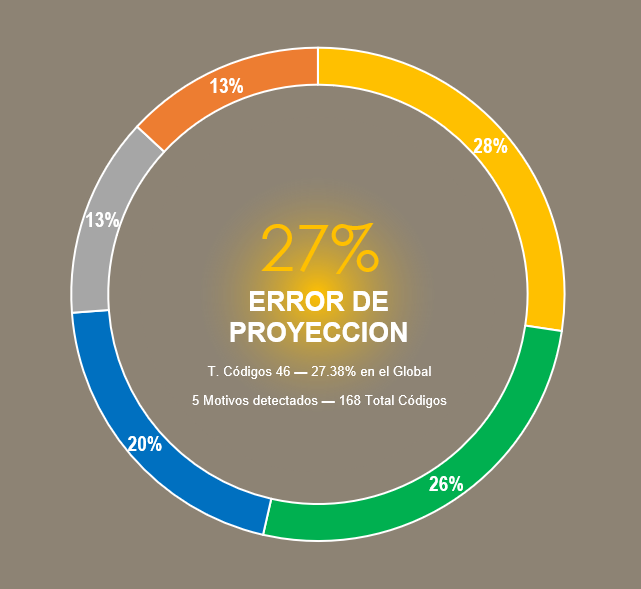 13%
28%
13%
27%
ERROR DE
PROYECCION
T. Códigos 46 — 27.38% en el Global
5 Motivos detectados — 168 Total Códigos
20%
26%